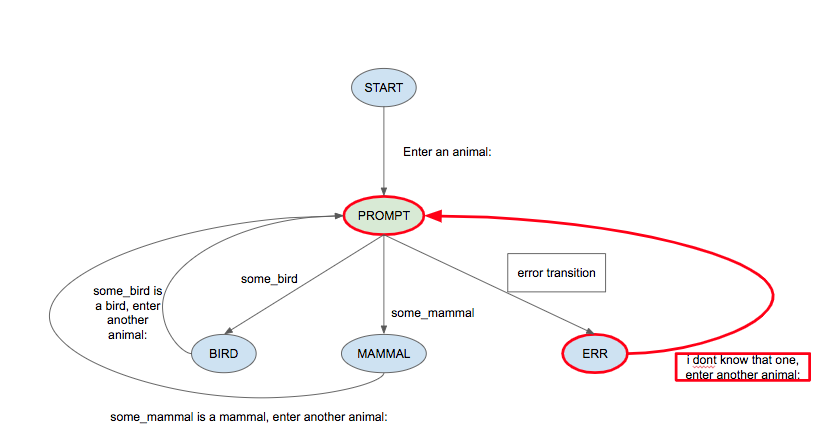 START
Enter an animal:
PROMPT
error transition
some_bird
some_bird is
a bird, enter
another
animal:
some_mammal
BIRD
MAMMAL
ERR
i dont know that one,
enter another animal:
some_mammal is a mammal, enter another animal: